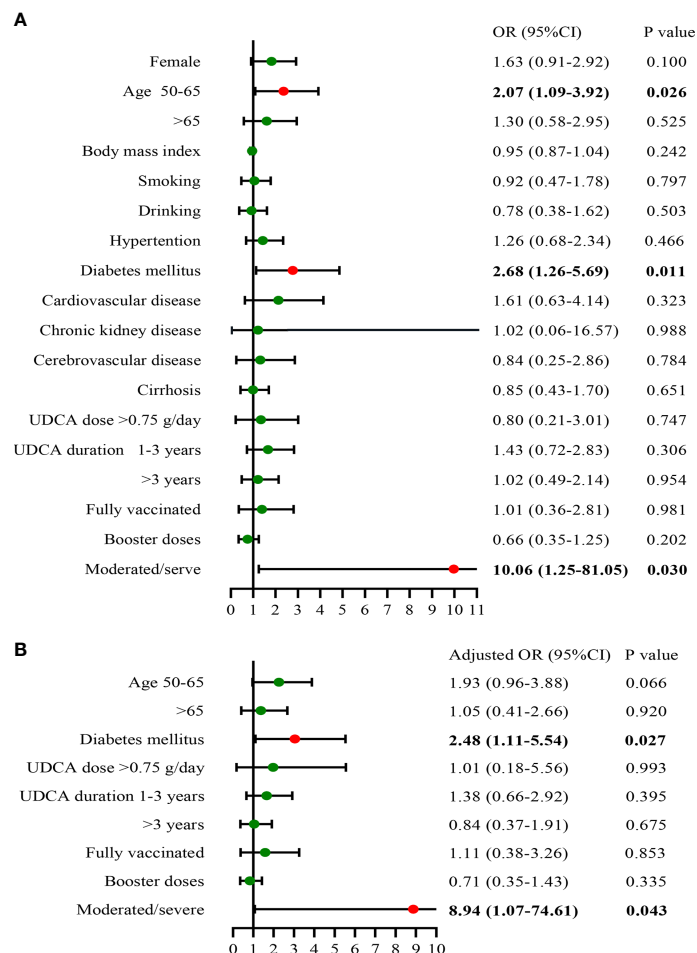 A
OR (95%CI) P value
Female 1.63 (0.91-2.92) 0.100
Age 50-65 2.07 (1.09-3.92) 0.026
>65 1.30 (0.58-2.95) 0.525
Body mass index 0.95 (0.87-1.04) 0.242
Smoking 0.92 (0.47-1.78) 0.797
Drinking 0.78 (0.38-1.62) 0.503
Hypertention 1.26 (0.68-2.34) 0.466
Diabetes mellitus 2.68 (1.26-5.69) 0.011
Cardiovascular disease 1.61 (0.63-4.14) 0.323
Chronic kidney disease 1.02 (0.06-16.57) 0.988
Cerebrovascular disease 0.84 (0.25-2.86) 0.784
Cirrhosis 0.85 (0.43-1.70) 0.651
UDCA dose >0.75 g/day 0.80 (0.21-3.01) 0.747
UDCA duration 1-3 years 1.43 (0.72-2.83) 0.306
>3 years 1.02 (0.49-2.14) 0.954
Fully vaccinated 1.01 (0.36-2.81) 0.981
Booster doses 0.66 (0.35-1.25) 0.202
Moderated/serve 10.06 (1.25-81.05) 0.030
0 1 2 3 4 5 6 7 8 9 10 11
B
Adjusted OR (95%CI) P value
Age 50-65 1.93 (0.96-3.88) 0.066
>65 1.05 (0.41-2.66) 0.920
Diabetes mellitus 2.48 (1.11-5.54) 0.027
UDCA dose >0.75 g/day 1.01 (0.18-5.56) 0.993
UDCA duration 1-3 years 1.38 (0.66-2.92) 0.395
>3 years 0.84 (0.37-1.91) 0.675
Fully vaccinated 1.11 (0.38-3.26) 0.853
Booster doses 0.71 (0.35-1.43) 0.335
Moderated/severe 8.94 (1.07-74.61) 0.043
0 1 2 3 4 5 6 7 8 9 10